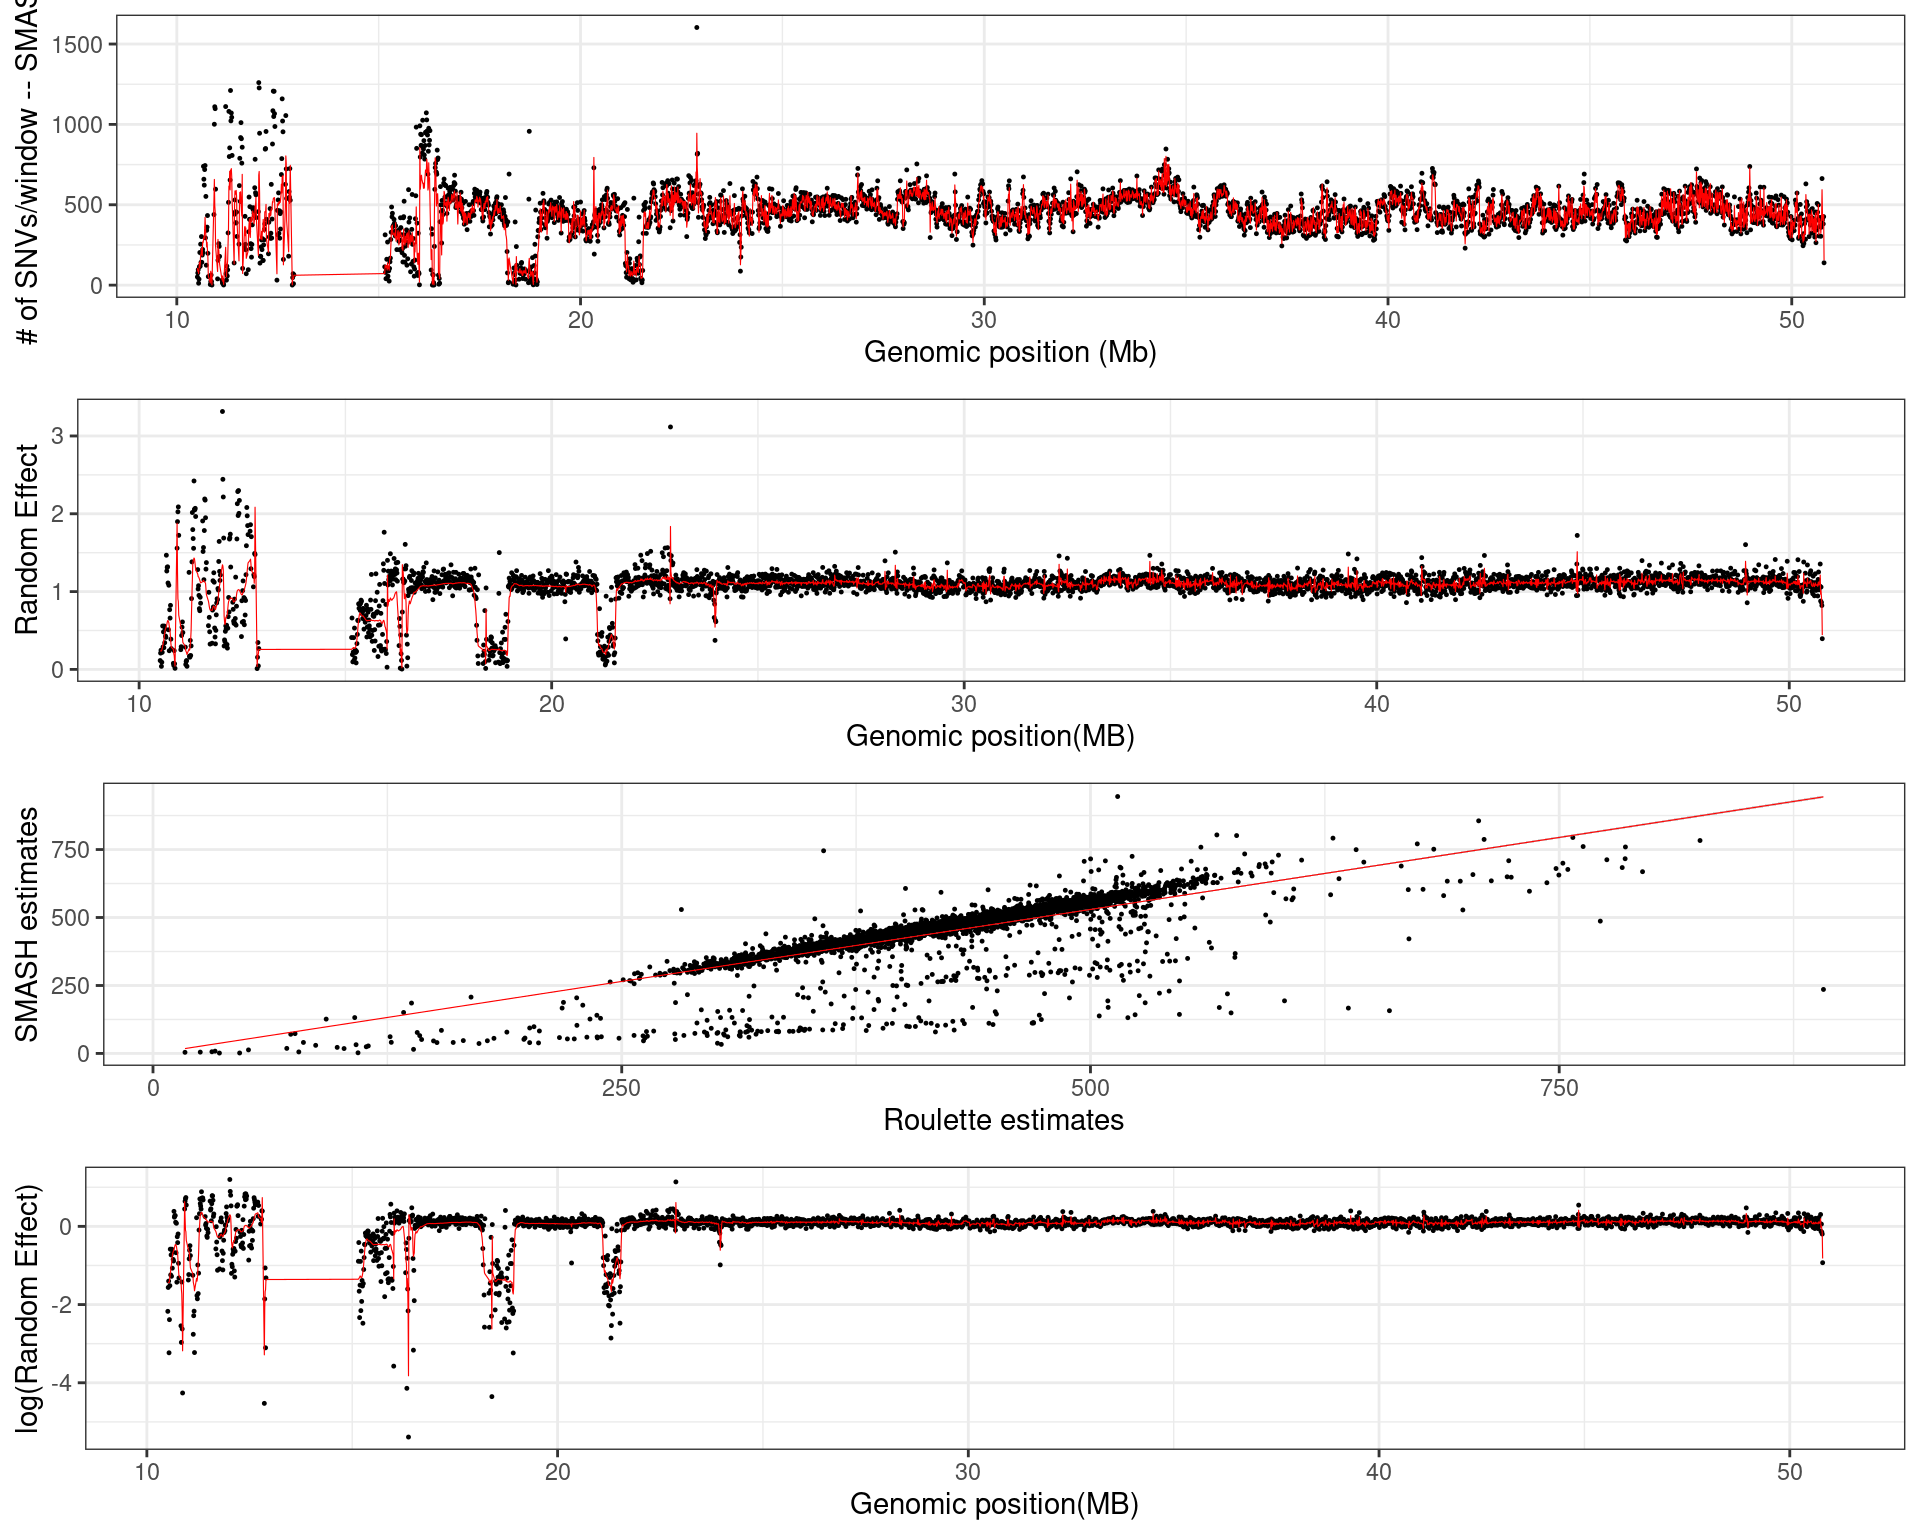 # of SNVs/window -- SMAS
1500
1000
500
0
10 20 30 40 50
Genomic position (Mb)
Random Effect
3
2
1
0
10 20 30 40 50
Genomic position(MB)
SMASH estimates
750
500
250
0
0 250 500 750
Roulette estimates
log(Random Effect)
0
-2
-4
10 20 30 40 50
Genomic position(MB)